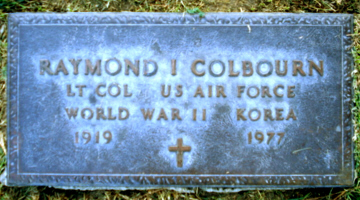 RAYMOND I COLBOURN
LT COL US AIR FORCE
WORLD WAR II KOREA
1919 1977